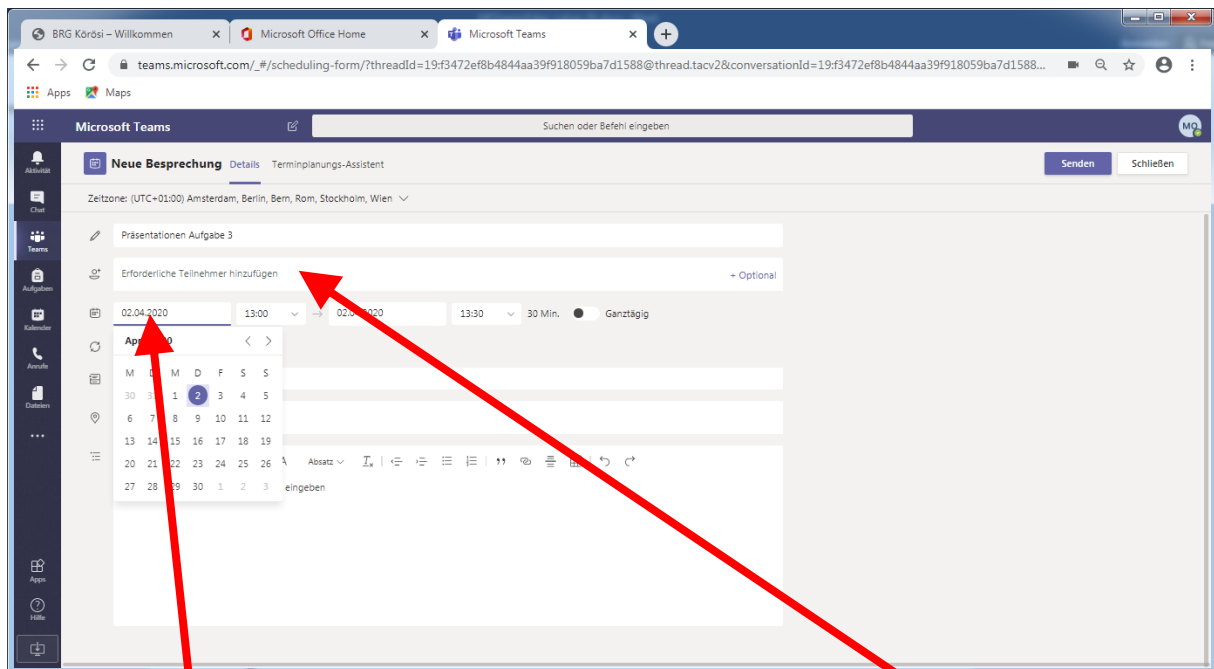 BRG Körösi – Willkommen
Microsoft Office Home
Microsoft Teams
teams.microsoft.com/_#/scheduling-form/?threadId=19:f3472ef8b4844aa39f918059ba7d1588@thread.tacv2&conversationId=19:f3472ef8b4844aa39f918059ba7d1588...
Apps Maps
Microsoft Teams
Suchen oder Befehl eingeben
MO
Aktivität
Chat
Teams
Aufgaben
Kalender
Anrufe
Dateien
Apps
Hilfe
Neue Besprechung Details Terminplanungs-Assistent
Senden Schließen
Zeitzone: (UTC+01:00) Amsterdam, Berlin, Bern, Rom, Stockholm, Wien
Präsentationen Aufgabe 3
Erforderliche Teilnehmer hinzufügen + Optional
02.04.2020 13:00 → 13:30 30 Min. Ganztägig
M D M D F S S
30 31 1 2 3 4 5
6 7 8 9 10 11 12
13 14 15 16 17 18 19
20 21 22 23 24 25 26
27 28 29 30 1 2 3
Absatz
eingeben